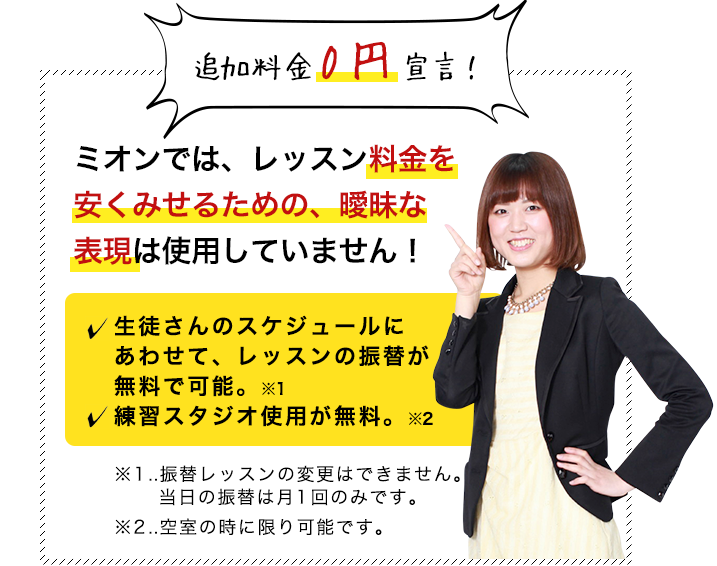 追加料金0円宣言！
ミオンでは、レッスン料金を
安くみせるための、曖昧な
表現は使用していません！
✓ 生徒さんのスケジュールに
あわせて、レッスンの振替が
無料で可能。※1
✓ 練習スタジオ使用が無料。※2
※1..振替レッスンの変更はできません。
当日の振替は月1回のみです。
※2..空室の時に限り可能です。